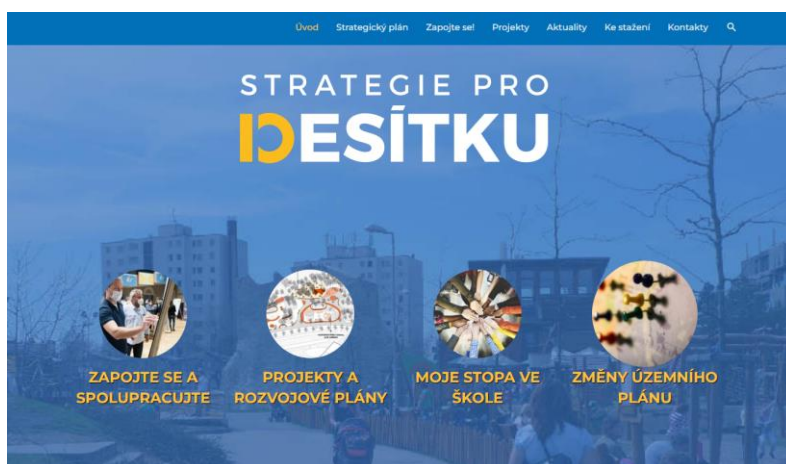 Úvod Strategický plán Zapojte se! Projekty Aktuality Ke stažení Kontakty
STRATEGIE PRO
DESÍTKU
ZAPOJTE SE A
SPOLUPRACUJTE
PROJEKTY A
ROZVOJOVÉ PLÁNY
MOJE STOPA VE
ŠKOLE
ZMĚNY ÚZEMNÍHO
PLÁNU